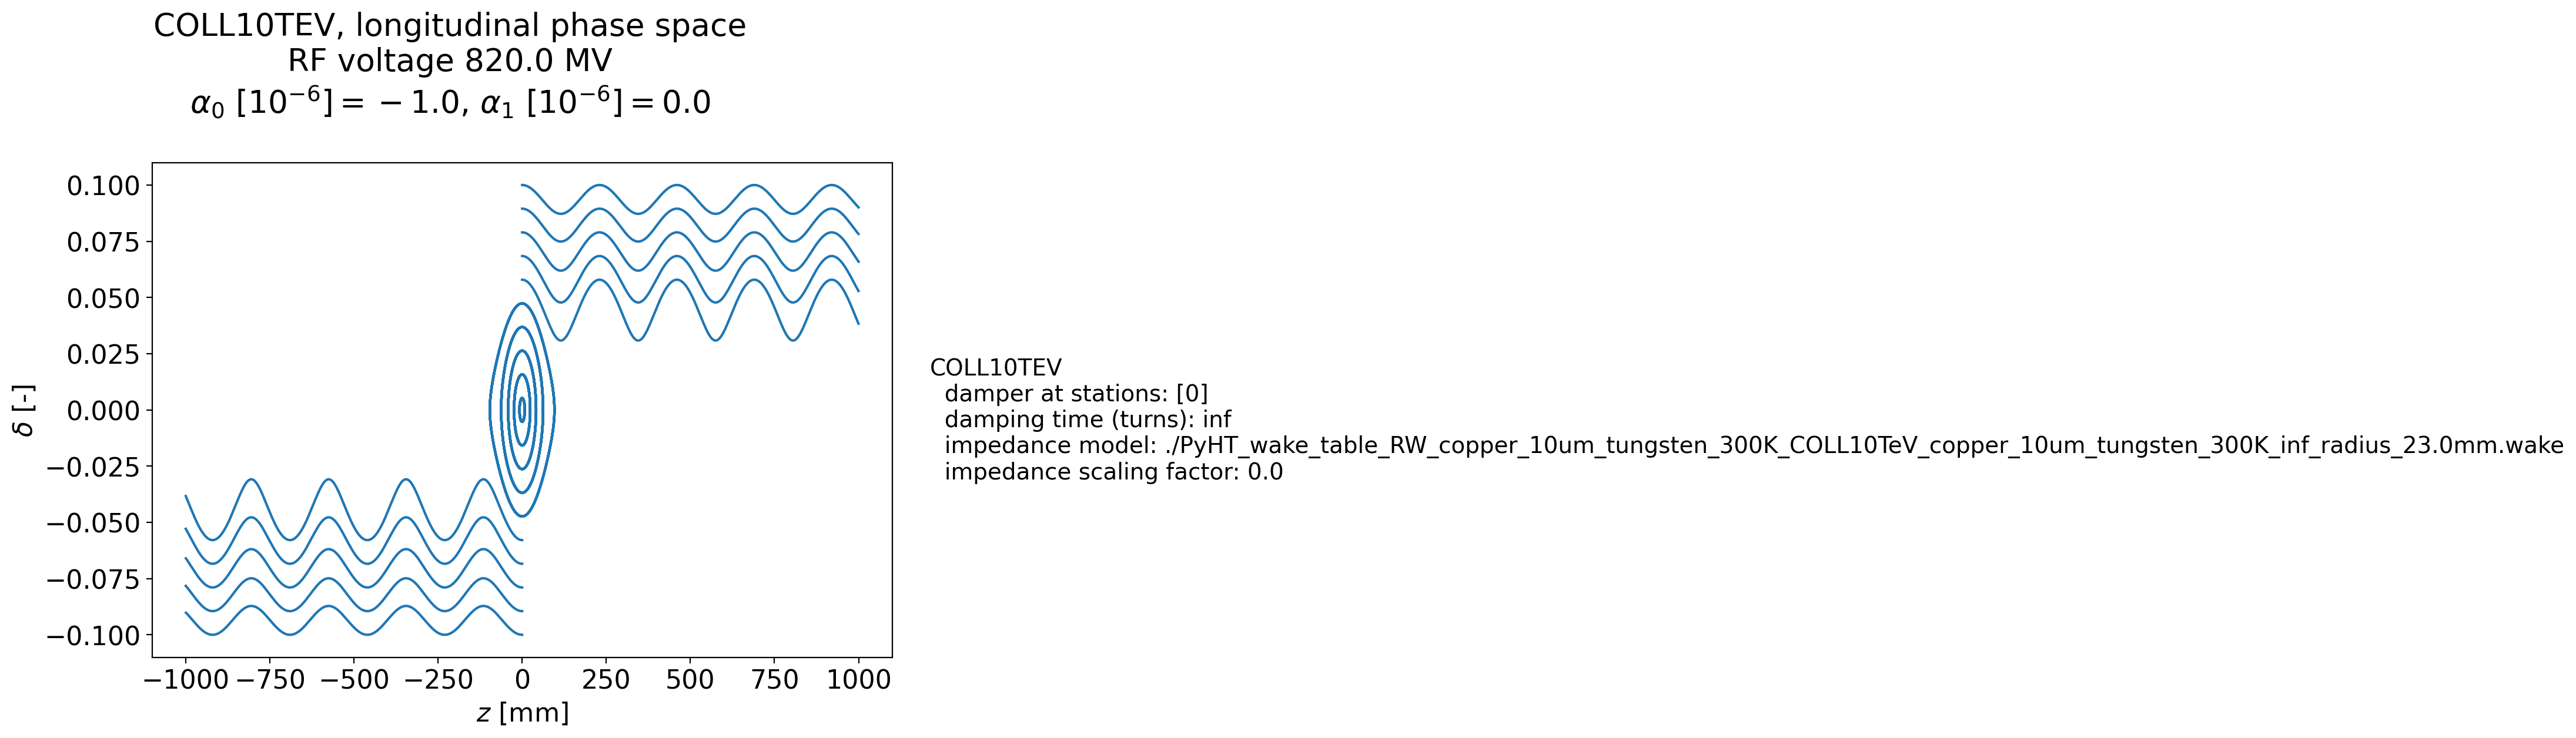 COLL10TEV, longitudinal phase space
RF voltage 820.0 MV
α₀ [10⁻⁶] = − 1.0, α₁ [10⁻⁶] = 0.0
0.100
0.075
0.050
0.025
0.000
−0.025
−0.050
−0.075
−0.100
δ [-]
−1000 −750 −500 −250 0 250 500 750 1000
z [mm]
COLL10TEV
damper at stations: [0]
damping time (turns): inf
impedance model: ./PyHT_wake_table_RW_copper_10um_tungsten_300K_COLL10TeV_copper_10um_tungsten_300K_inf_radius_23.0mm.wake
impedance scaling factor: 0.0